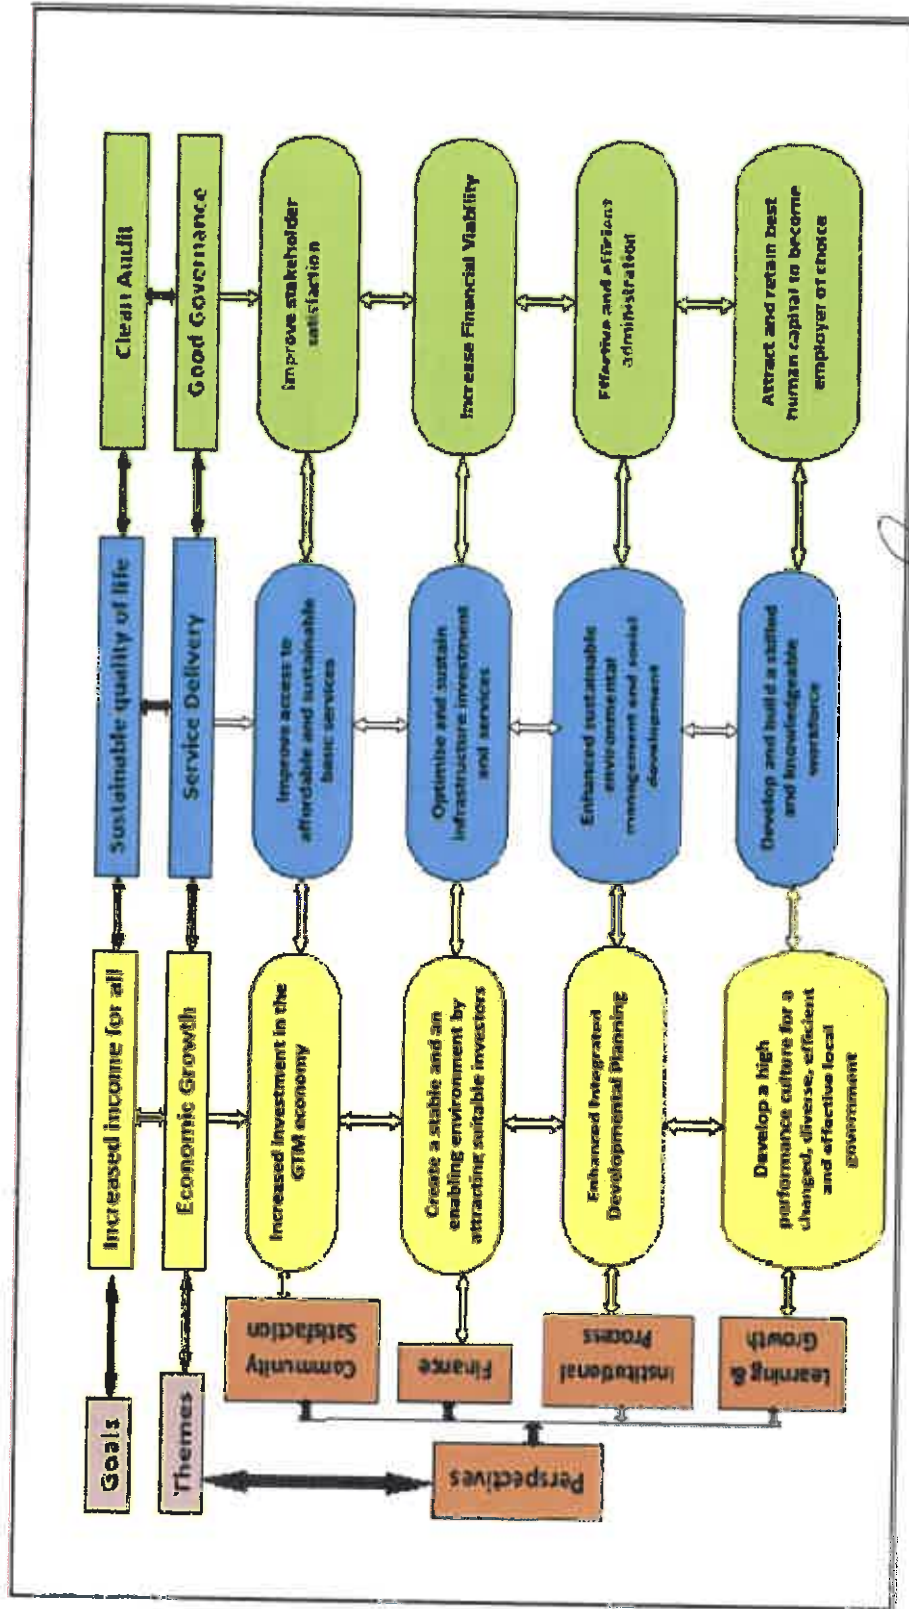 Goals
Increased income for all
Sustainable quality of life
Clean Audit
Themes
Economic Growth
Service Delivery
Good Governance
Perspectives
Community
Satisfaction
Increased investment in the
GTM economy
Improve access to
affordable and sustainable
basic services
Improve stakeholder
satisfaction
Finance
Create a stable and an
enabling environment by
attracting suitable investors
Optimise and sustain
infrastructure investment
and services
Increase Financial Viability
Institutional
Process
Enhanced Integrated
Developmental Planning
Enhanced sustainable
environmental
management and social
development
Effective and efficient
administration
Learning &
Growth
Develop a high
performance culture for a
changed, diverse, efficient
and effective local
government
Develop and build skilled
and knowledgable
workforce
Attract and retain best
human capital to become
employer of choice